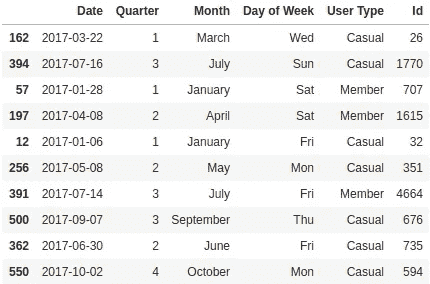 Date Quarter Month Day of Week User Type Id
162 2017-03-22 1 March Wed Casual 26
394 2017-07-16 3 July Sun Casual 1770
57 2017-01-28 1 January Sat Member 707
197 2017-04-08 2 April Sat Member 1615
12 2017-01-06 1 January Fri Casual 32
256 2017-05-08 2 May Mon Casual 351
391 2017-07-14 3 July Fri Member 4664
500 2017-09-07 3 September Thu Casual 676
362 2017-06-30 2 June Fri Casual 735
550 2017-10-02 4 October Mon Casual 594